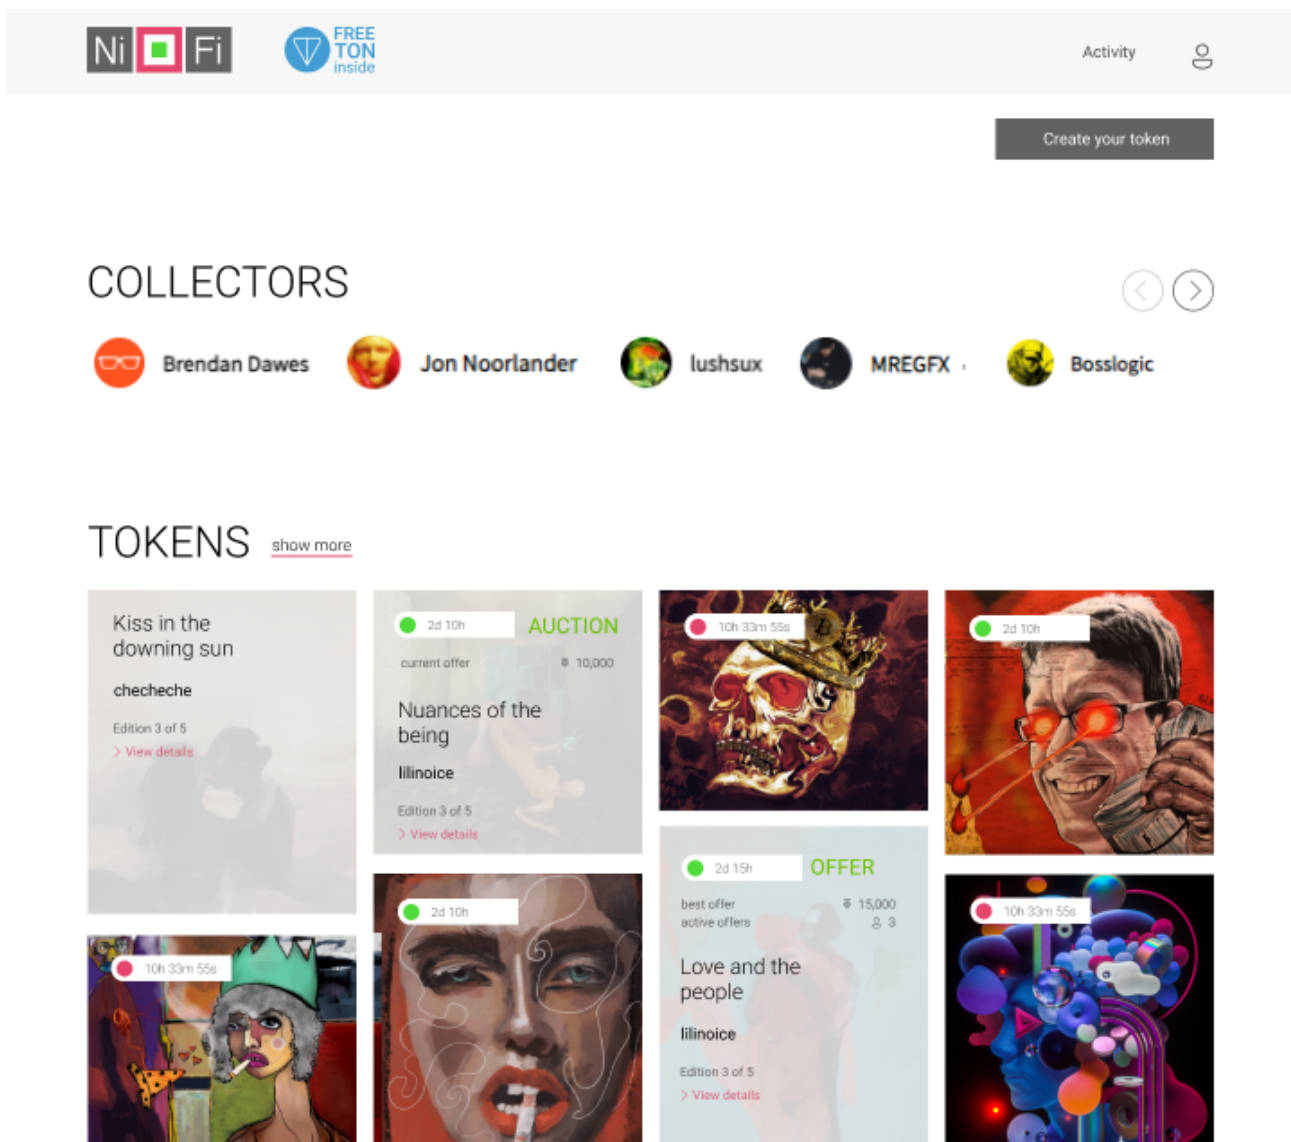 Ni Fi
FREE
TON
inside
Activity
Create your token
COLLECTORS
Brendan Dawes
Jon Noorlander
lushsux
MREGFX
Bosslogic
TOKENS
show more
Kiss in the
downing sun
checheche
Edition 3 of 5
> View details
2d 10h
AUCTION
current offer
10,000
Nuances of the
being
lilinoice
Edition 3 of 5
> View details
10h 33m 55s
2d 10h
10h 33m 55s
2d 10h
2d 15h
OFFER
best offer
15,000
active offers
3
Love and the
people
lilinoice
Edition 3 of 5
> View details
10h 33m 55s